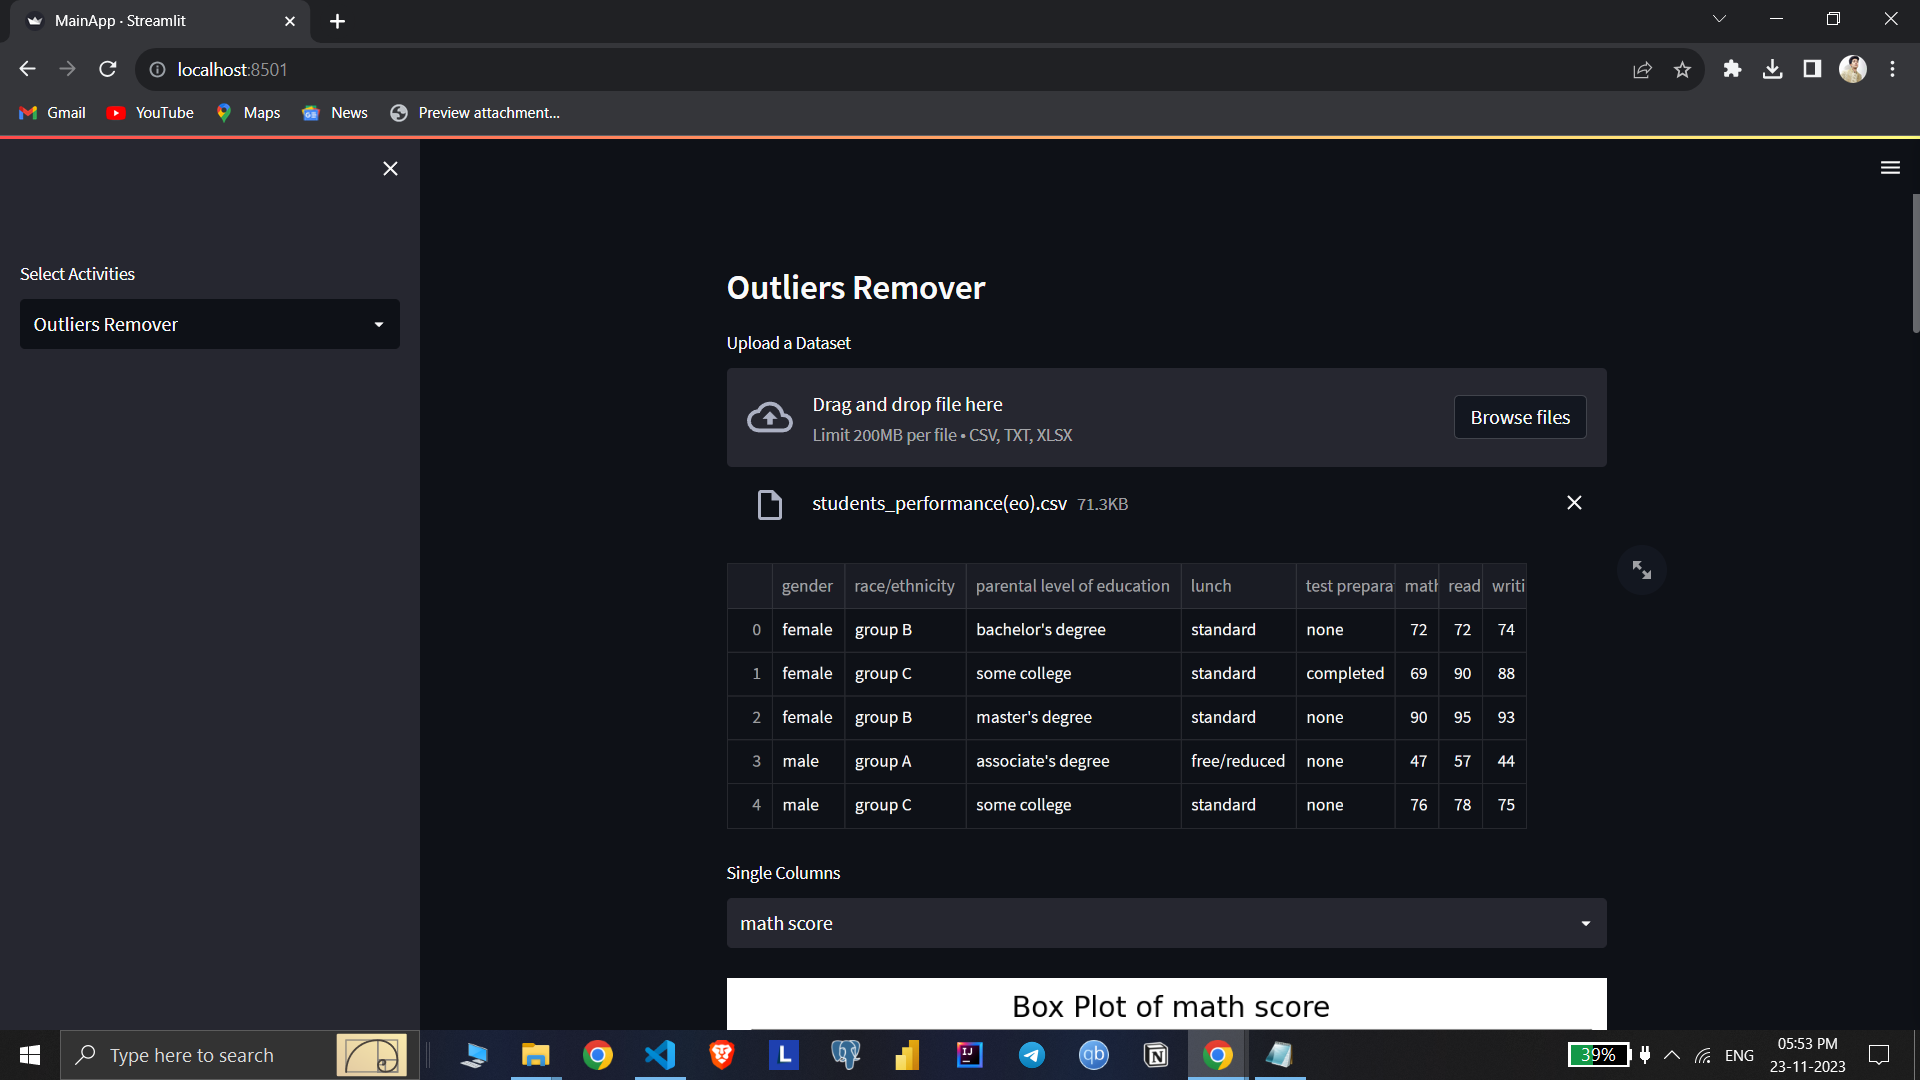 MainApp · Streamlit
localhost:8501
Gmail YouTube Maps News Preview attachment...
Select Activities
Outliers Remover
Outliers Remover
Upload a Dataset
Drag and drop file here
Limit 200MB per file • CSV, TXT, XLSX
Browse files
students_performance(eo).csv 71.3KB
gender race/ethnicity parental level of education lunch test prepara math read writi
0 female group B bachelor's degree standard none 72 72 74
1 female group C some college standard completed 69 90 88
2 female group B master's degree standard none 90 95 93
3 male group A associate's degree free/reduced none 47 57 44
4 male group C some college standard none 76 78 75
Single Columns
math score
Box Plot of math score
Type here to search
L
IJ
qb
N
39%
ENG
05:53 PM
23-11-2023